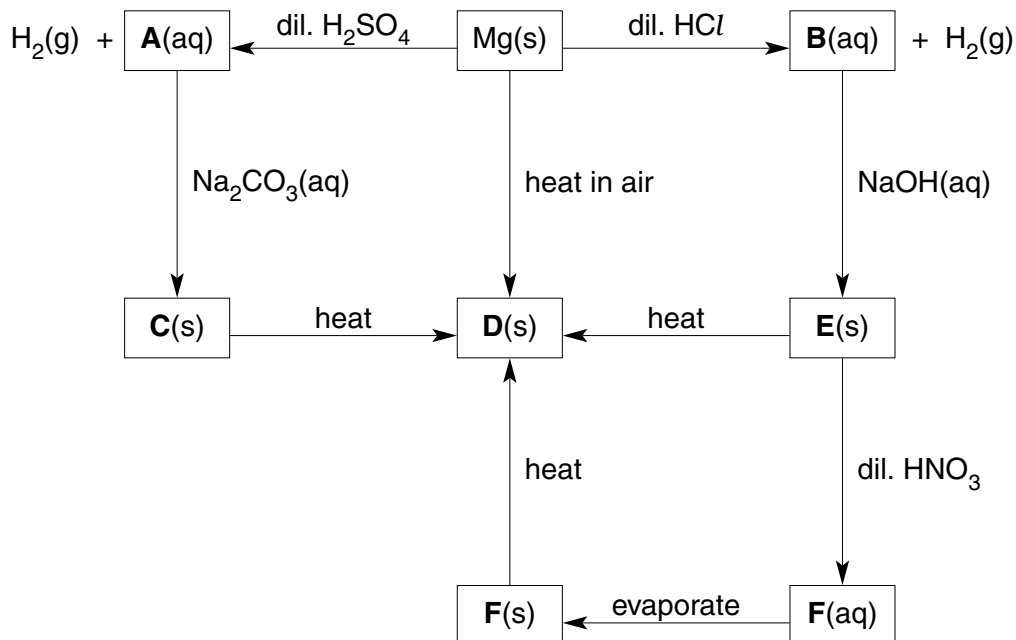 H₂(g) + A(aq) dil. H₂SO₄ Mg(s) dil. HCl B(aq) + H₂(g)
Na₂CO₃(aq) heat in air NaOH(aq)
C(s) heat D(s) heat E(s)
heat dil. HNO₃
F(s) evaporate F(aq)